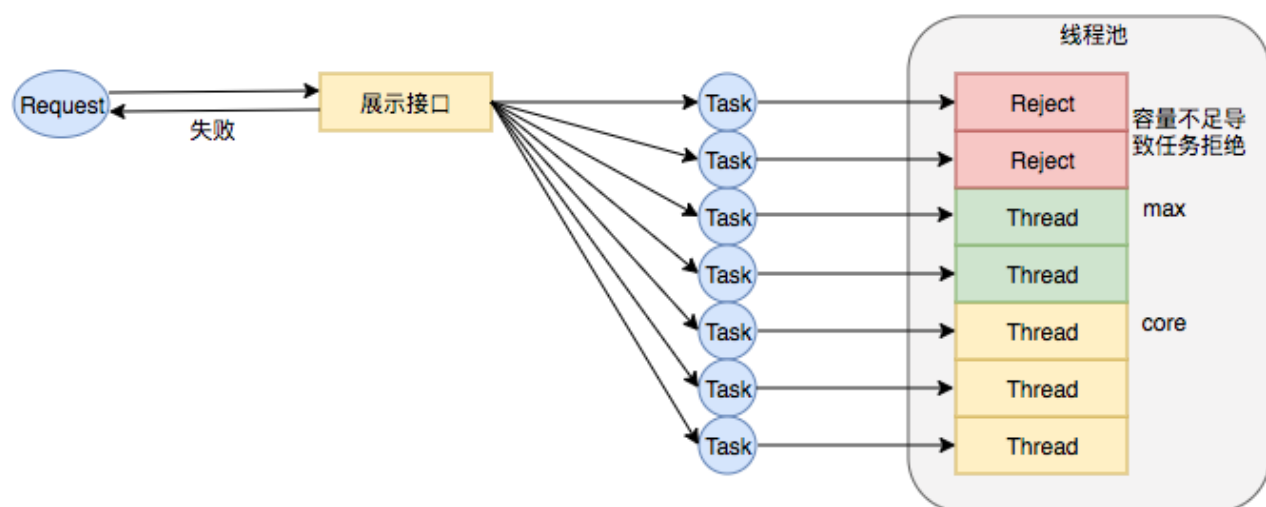 线程池
Request
失败
展示接口
Task
Reject
容量不足导
致任务拒绝
Task
Reject
Task
Thread
max
Task
Thread
Task
Thread
core
Task
Thread
Task
Thread